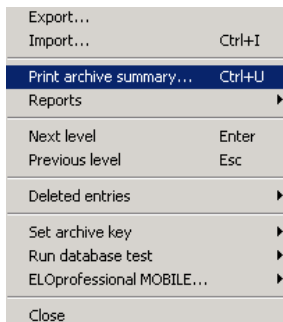 Export...
Import... Ctrl+I
Print archive summary... Ctrl+U
Reports
Next level Enter
Previous level Esc
Deleted entries
Set archive key
Run database test
ELOprofessional MOBILE...
Close